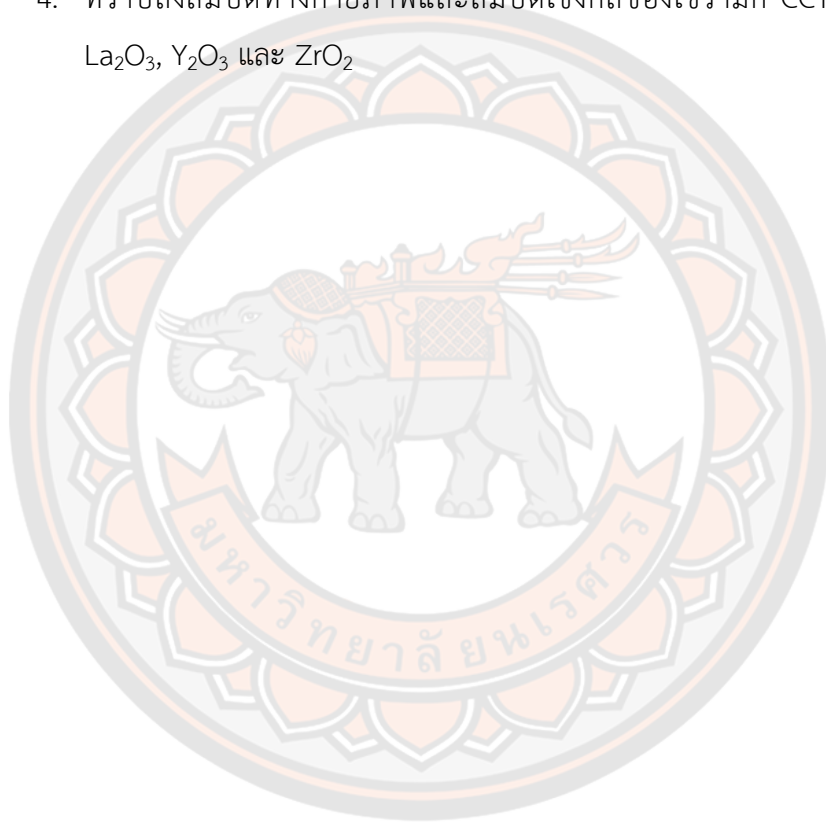 4. ทราบถึงสมบัติทางกายภาพและสมบัติเชิงกลของเซรามิก CCT
La₂O₃, Y₂O₃ และ ZrO₂
มหาวิทยาลัยนเรศวร